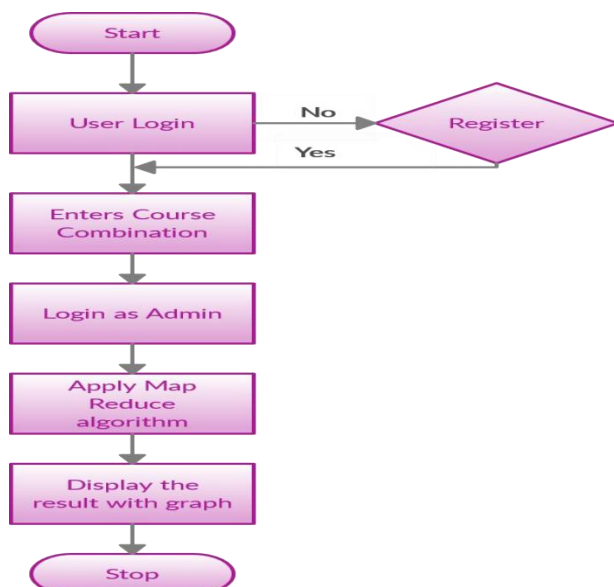 Start
User Login
No
Register
Yes
Enters Course
Combination
Login as Admin
Apply Map
Reduce
algorithm
Display the
result with graph
Stop